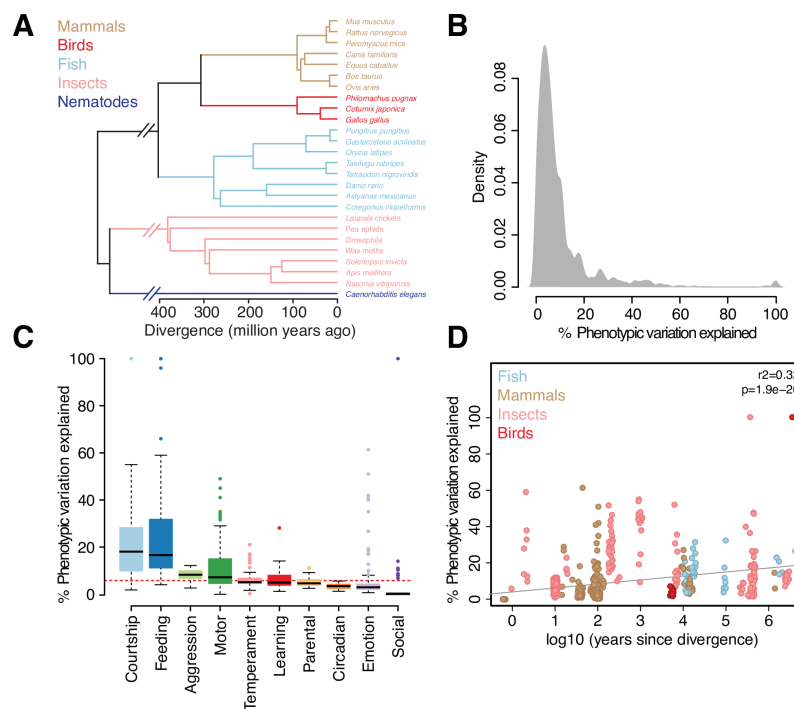 A
Mammals
Birds
Fish
Insects
Nematodes
Mus musculus
Rattus norvegicus
Peromyscus mice
Canis familiaris
Equus caballus
Bos taurus
Ovis aries
Philomachus pugnax
Coturnix japonica
Gallus gallus
Pungitius pungitius
Gasterosteus aculeatus
Oryzia latipes
Takifugu rubripes
Tetraodon nigroviridis
Danio rerio
Astyanax mexicanus
Coregonus clupeiformis
Laupala crickets
Pea aphids
Drosophila
Wax moths
Solenopsis invicta
Apis mellifera
Nasonia vitripennis
Caenorhabditis elegans
400 300 200 100 0
Divergence (million years ago)
B
Density
0.00 0.02 0.04 0.06 0.08
0 20 40 60 80 100
% Phenotypic variation explained
C
% Phenotypic variation explained
100
80
60
40
20
0
Courtship
Feeding
Aggression
Motor
Temperament
Learning
Parental
Circadian
Emotion
Social
D
Fish
Mammals
Insects
Birds
% Phenotypic variation explained
0 20 40 60 80 100
0 1 2 3 4 5 6
log10 (years since divergence)